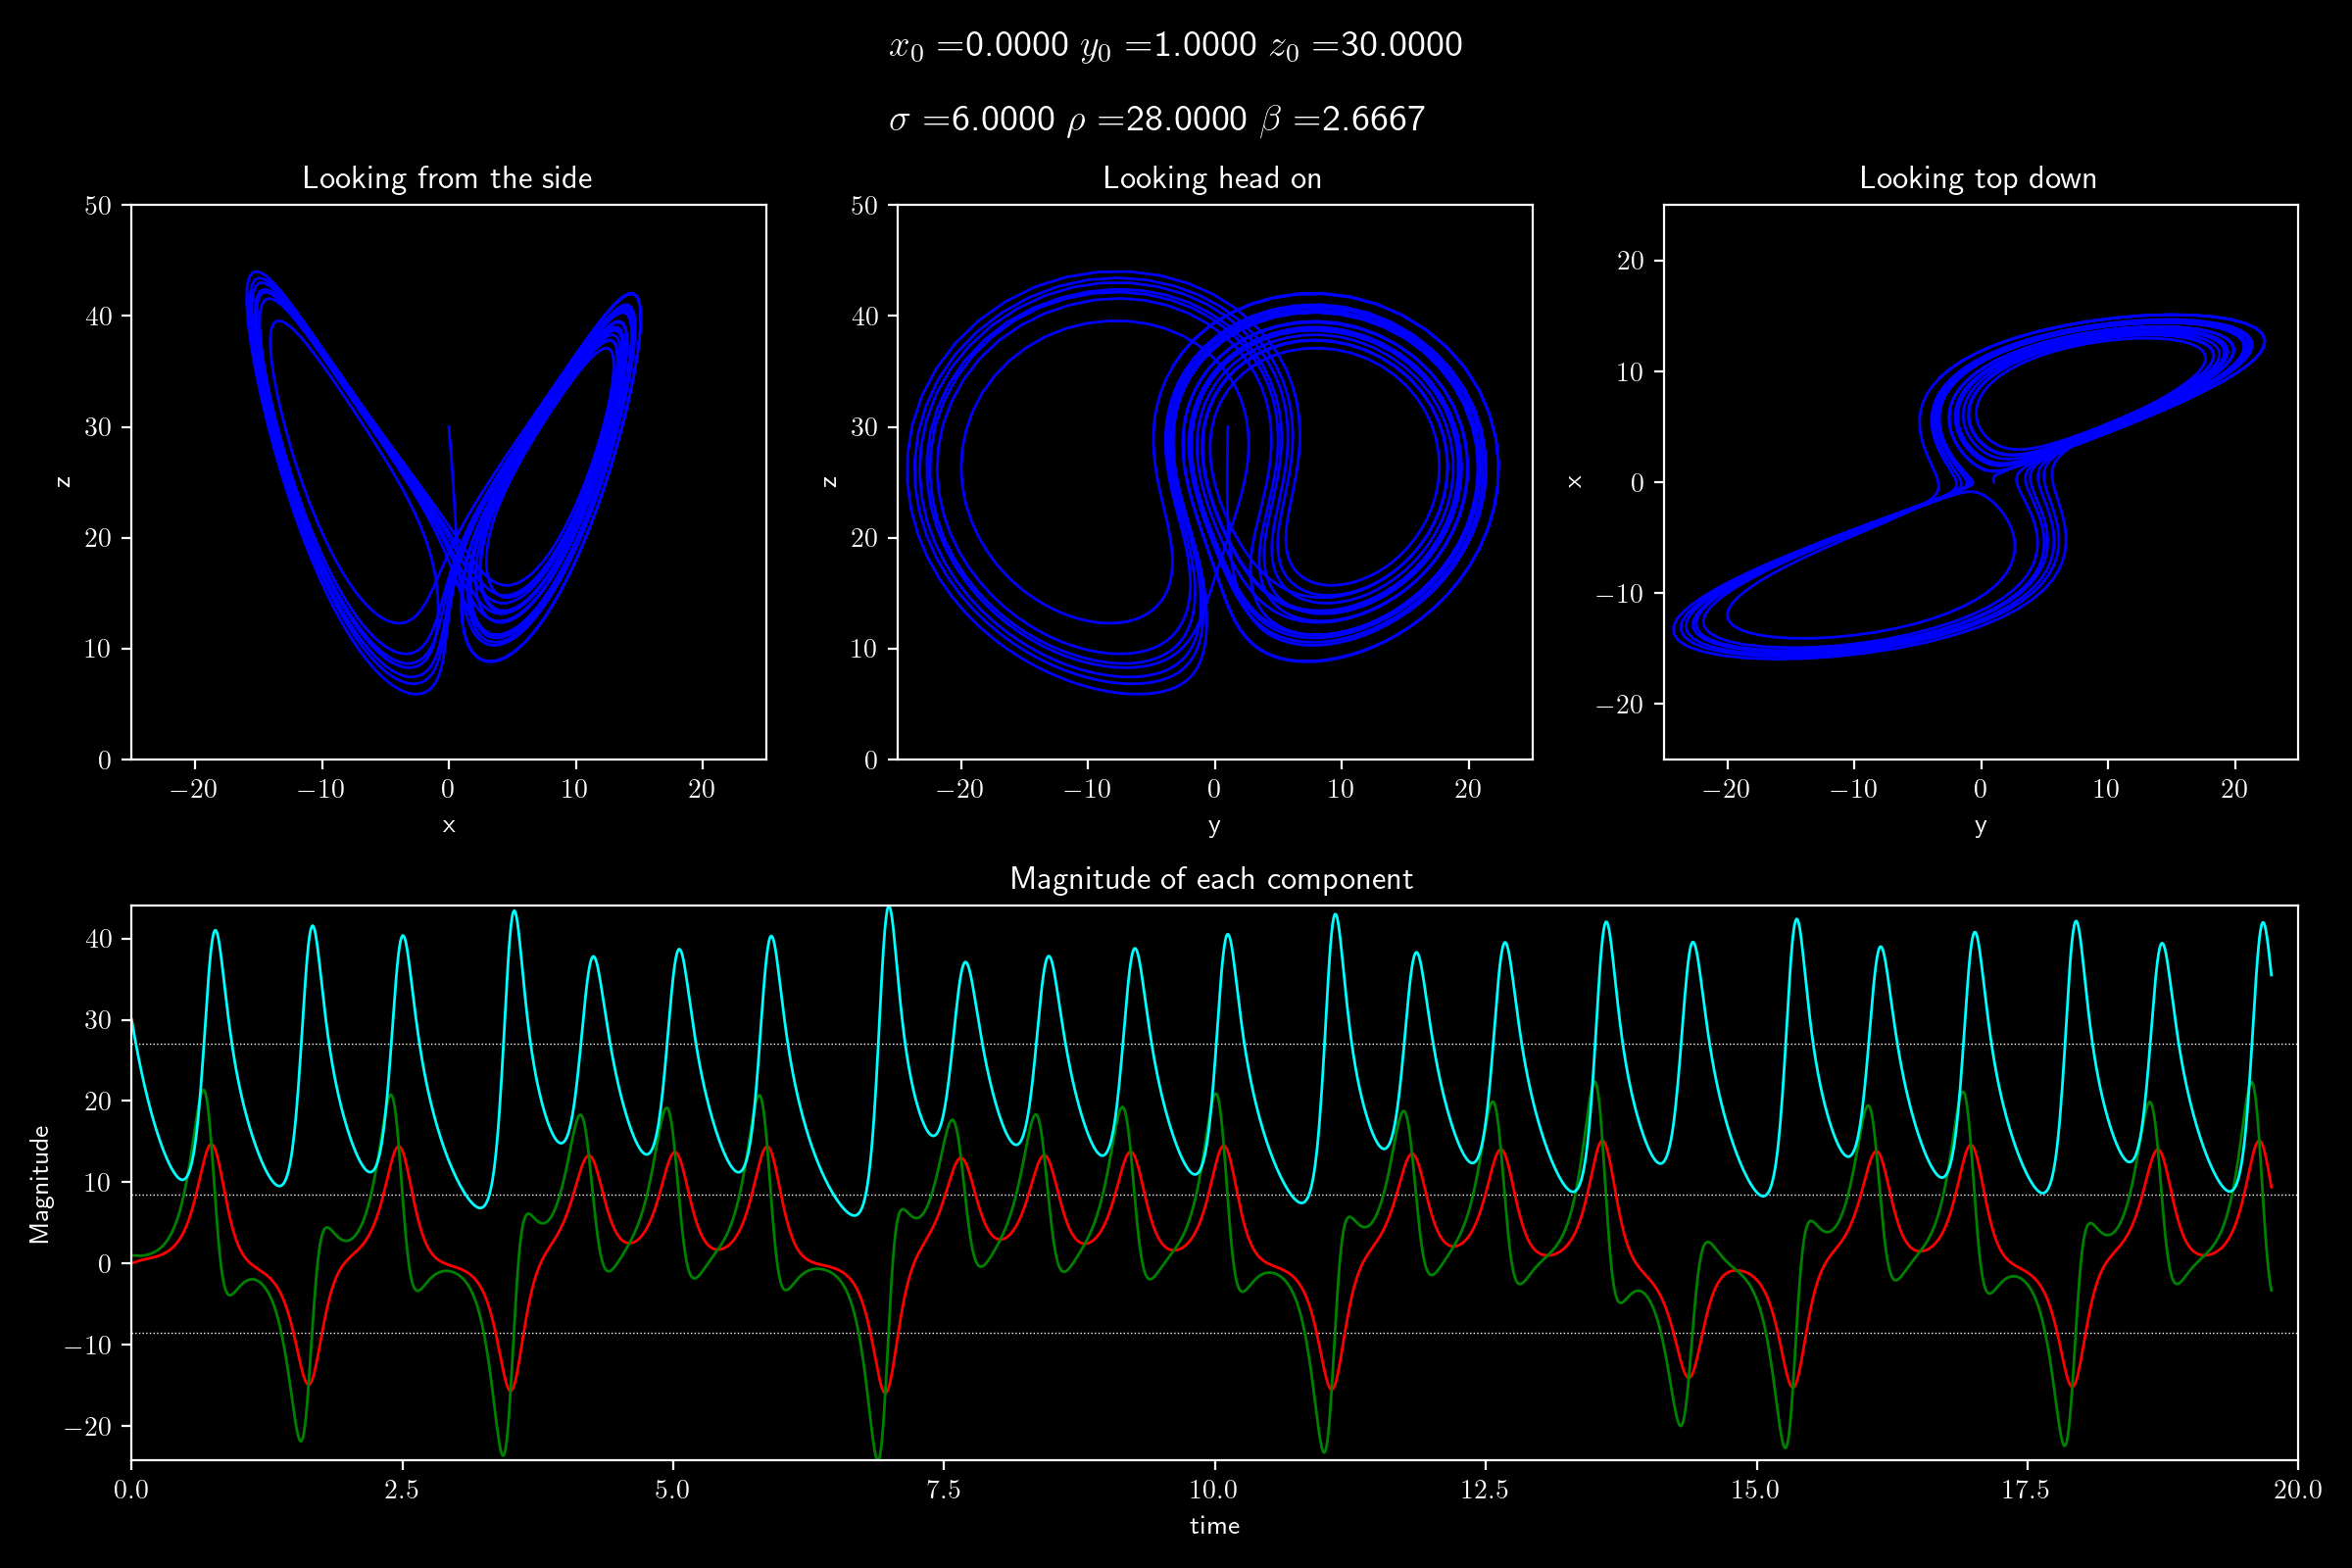 x₀ =0.0000 y₀ =1.0000 z₀ =30.0000
σ =6.0000 ρ =28.0000 β =2.6667
Looking from the side
Looking head on
Looking top down
50
40
30
20
10
0
z
−20 −10 0 10 20
x
50
40
30
20
10
0
z
−20 −10 0 10 20
y
20
10
0
−10
−20
x
−20 −10 0 10 20
y
Magnitude of each component
40
30
20
10
0
−10
−20
Magnitude
0.0 2.5 5.0 7.5 10.0 12.5 15.0 17.5 20.0
time